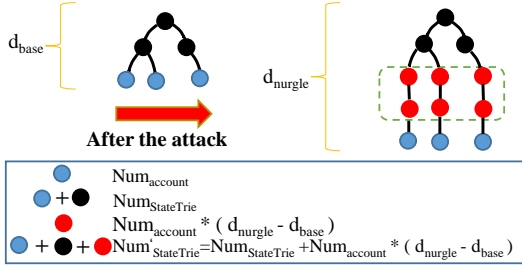 d_base
d_nurgle
After the attack
Num_account
+ Num_StateTrie
Num_account * ( d_nurgle - d_base )
+ + Num'_StateTrie=Num_StateTrie +Num_account * ( d_nurgle - d_base )